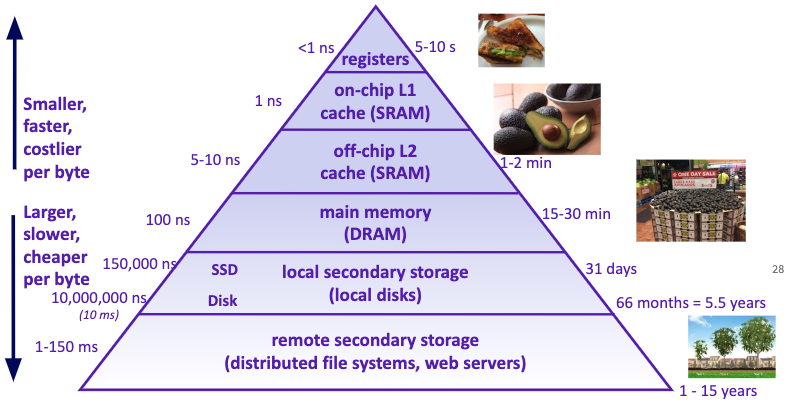 <1 ns
5-10 s
registers
on-chip L1
cache (SRAM)
1 ns
Smaller,
faster,
costlier
per byte
off-chip L2
cache (SRAM)
5-10 ns
1-2 min
ONE DAY SALE
main memory
(DRAM)
100 ns
15-30 min
Larger,
slower,
cheaper
per byte
150,000 ns
SSD
Disk
local secondary storage
(local disks)
31 days
28
10,000,000 ns
(10 ms)
66 months = 5.5 years
1-150 ms
remote secondary storage
(distributed file systems, web servers)
1 - 15 years